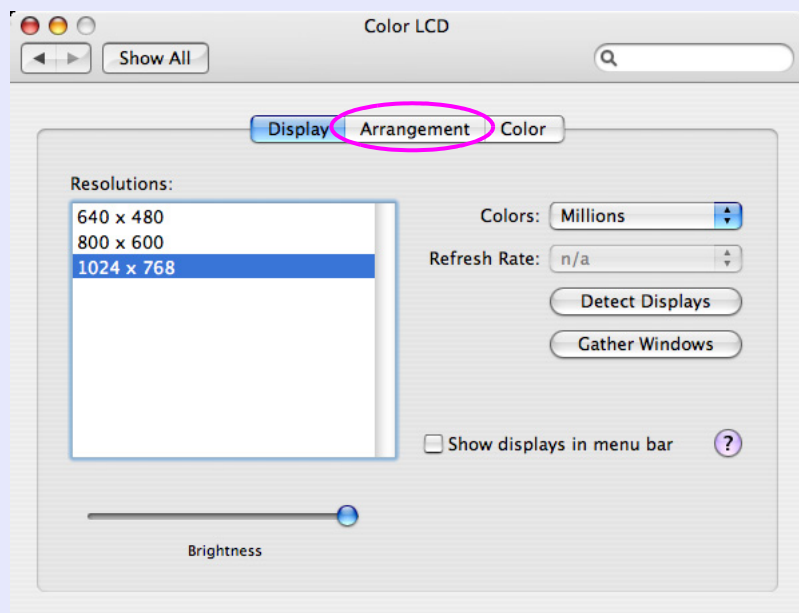 Color LCD
Show All
Display Arrangement Color
Resolutions:
640 x 480
800 x 600
1024 x 768
Colors: Millions
Refresh Rate: n/a
Detect Displays
Gather Windows
Show displays in menu bar ?
Brightness